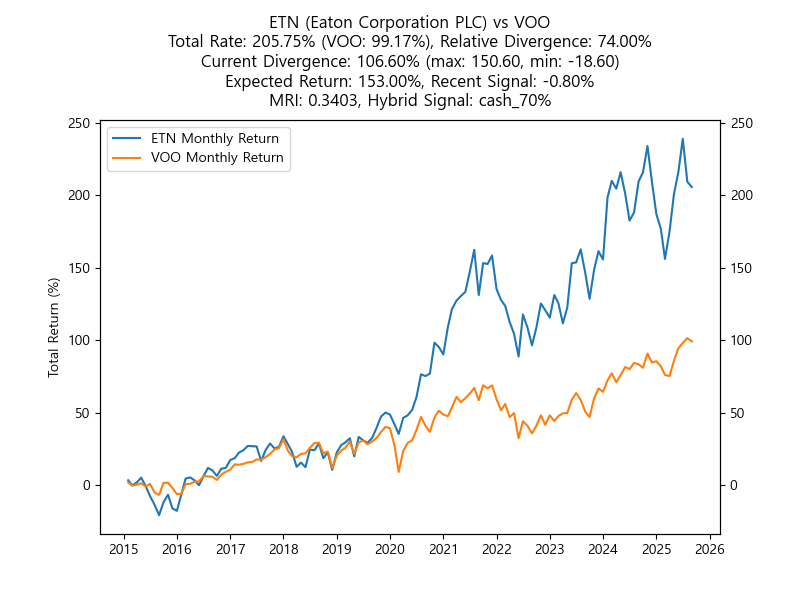 ETN (Eaton Corporation PLC) vs VOO
Total Rate: 205.75% (VOO: 99.17%), Relative Divergence: 74.00%
Current Divergence: 106.60% (max: 150.60, min: -18.60)
Expected Return: 153.00%, Recent Signal: -0.80%
MRI: 0.3403, Hybrid Signal: cash_70%
ETN Monthly Return
VOO Monthly Return
Total Return (%)
250
200
150
100
50
0
250
200
150
100
50
0
2015 2016 2017 2018 2019 2020 2021 2022 2023 2024 2025 2026